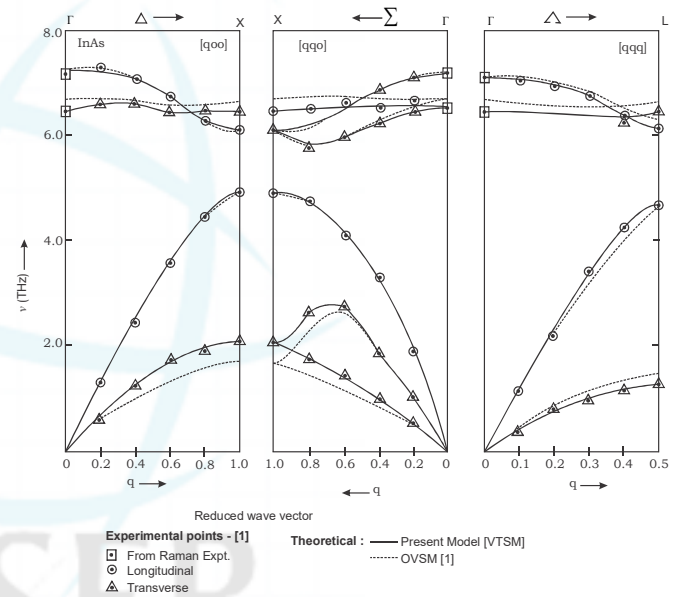 Γ Δ → X
X ← Σ Γ
Γ Λ → L
8.0
6.0
4.0
2.0
ν (THz) →
InAs [qoo]
[qqo]
[qqq]
0 0.2 0.4 0.6 0.8 1.0
q →
1.0 0.8 0.6 0.4 0.2 0
← q
0 0.1 0.2 0.3 0.4 0.5
q →
Reduced wave vector
Experimental points - [1]
From Raman Expt.
Longitudinal
Transverse
Theoretical : Present Model [VTSM]
OVSM [1]